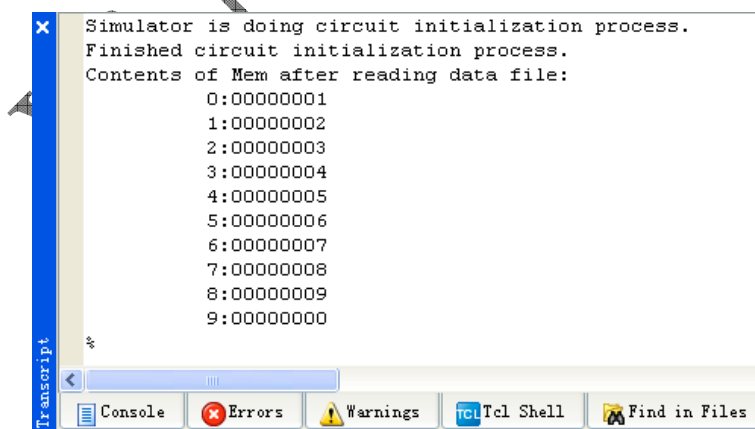 Simulator is doing circuit initialization process.
Finished circuit initialization process.
Contents of Mem after reading data file:
0:00000001
1:00000002
2:00000003
3:00000004
4:00000005
5:00000006
6:00000007
7:00000008
8:00000009
9:00000000
%
Transcript
Console Errors Warnings TCL Tcl Shell Find in Files